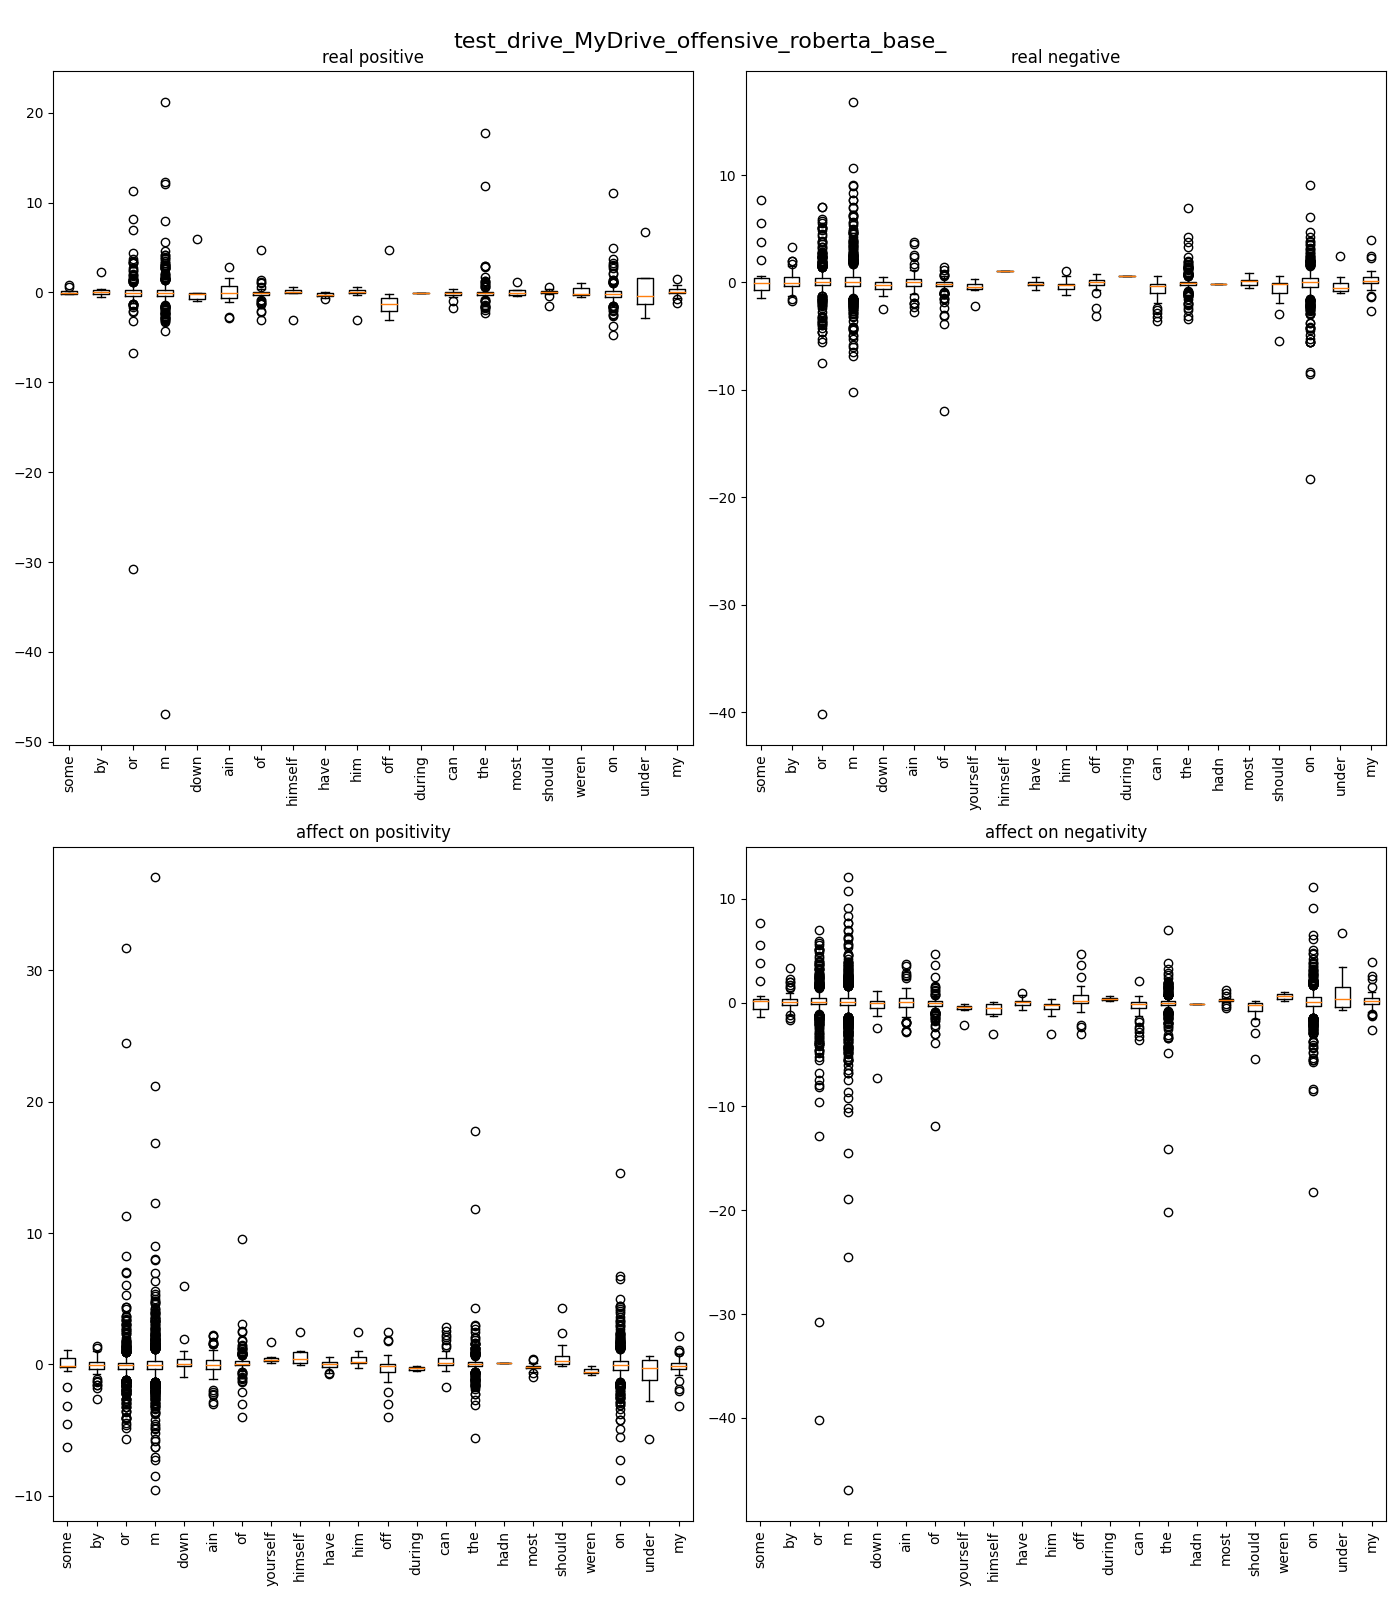 test_drive_MyDrive_offensive_roberta_base_
real positive
20
10
0
−10
−20
−30
−40
−50
some by or m down ain of himself have him off during can the most should weren on under my
real negative
10
0
−10
−20
−30
−40
some by or m down ain of yourself himself have him off during can the hadn most should on under my
affect on positivity
30
20
10
0
−10
some by or m down ain of yourself himself have him off during can the hadn most should weren on under my
affect on negativity
10
0
−10
−20
−30
−40
some by or m down ain of yourself himself have him off during can the hadn most should weren on under my